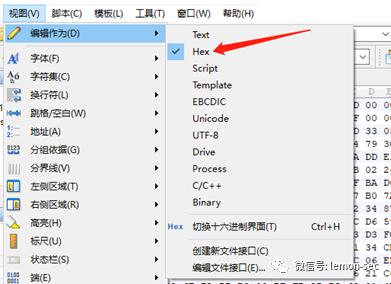 视图(V) 脚本(C) 模板(L) 工具(T) 窗口(W) 帮助(H)
编辑作为(D)
字体(F)
字符集(C)
换行符(L)
跳格/空白(W)
地址(A)
分组依据(G)
分界线(V)
左侧区域(T)
右侧区域(R)
高亮(H)
标尺(U)
状态栏(S)
端(E)
Text
Hex
Script
Template
EBCDIC
Unicode
UTF-8
Drive
Process
C/C++
Binary
Hex 切换十六进制界面(T) Ctrl+H
创建新文件接口(C)
编辑文件接口(E)...
微信号: lemon-sec